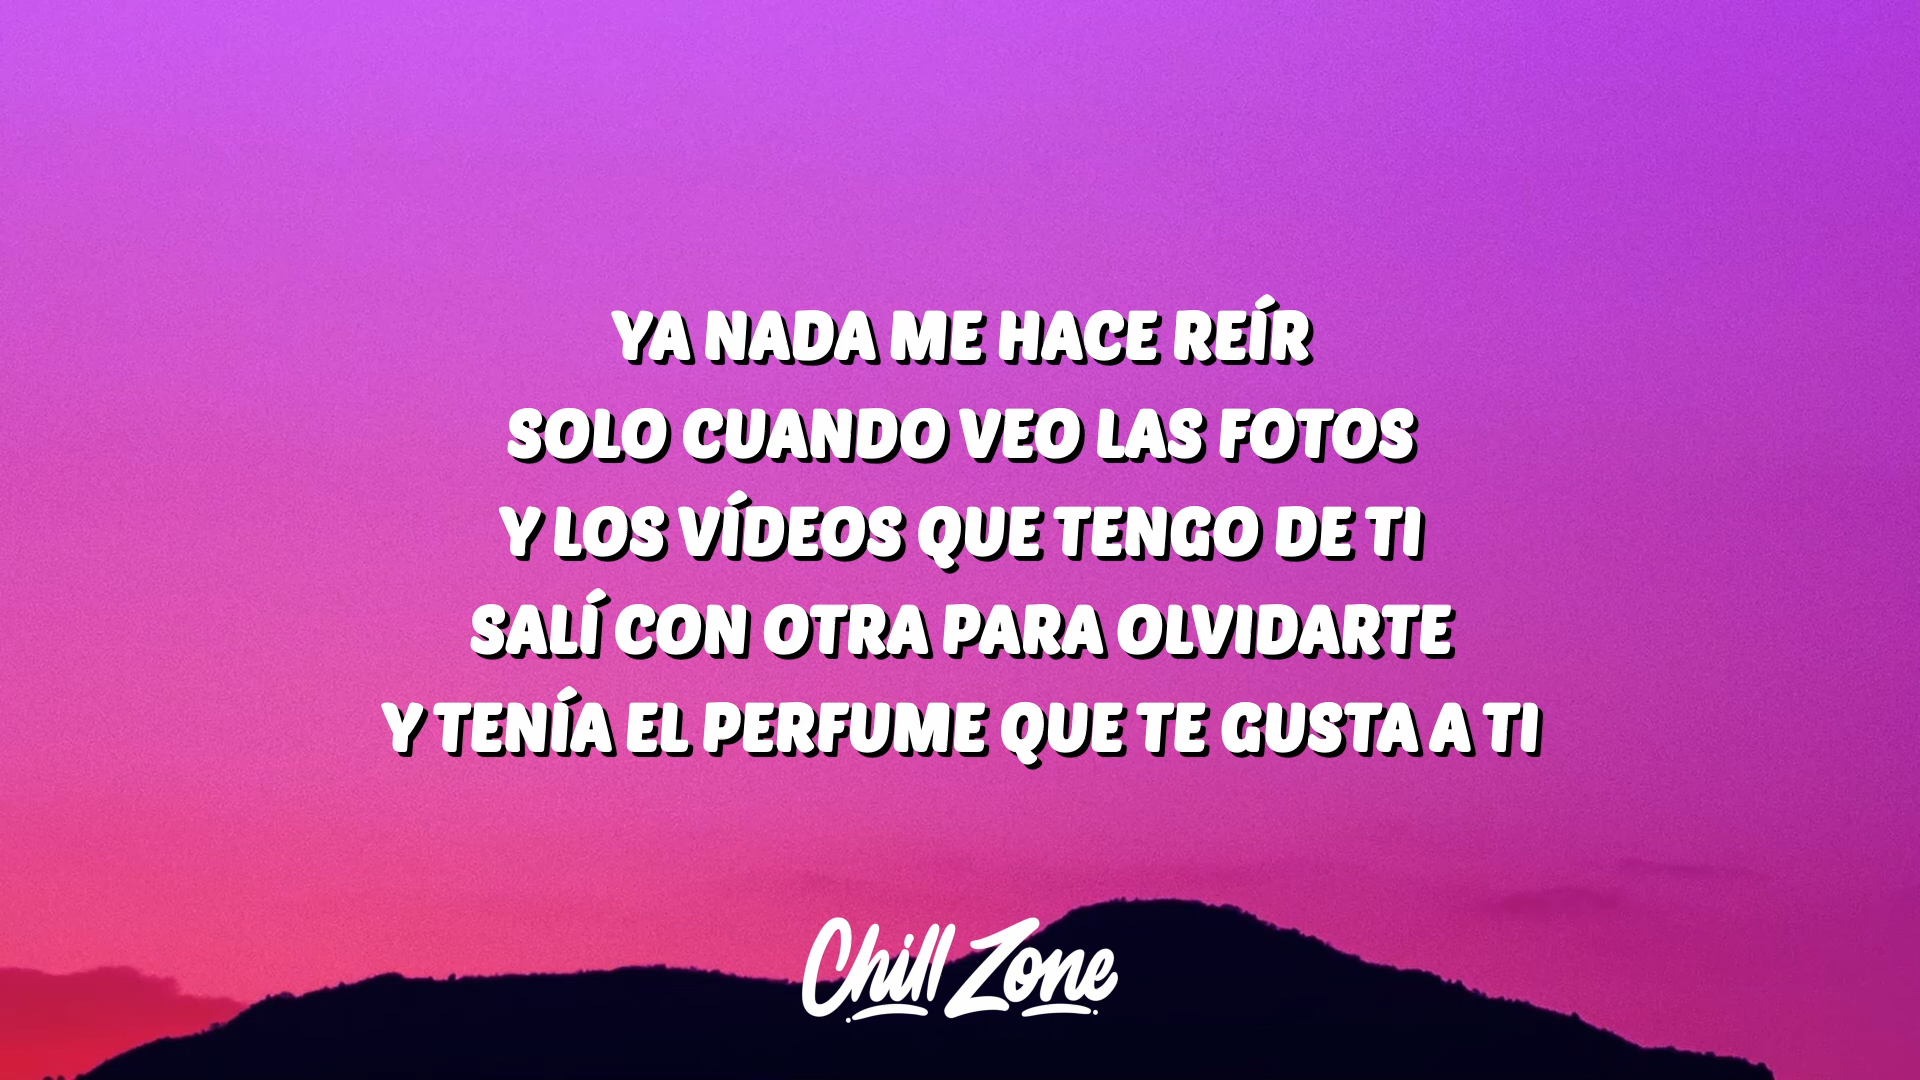 YA NADA ME HACE REÍR
SOLO CUANDO VEO LAS FOTOS
Y LOS VÍDEOS QUE TENGO DE TI
SALÍ CON OTRA PARA OLVIDARTE
Y TENÍA EL PERFUME QUE TE GUSTA A TI
Chill Zone